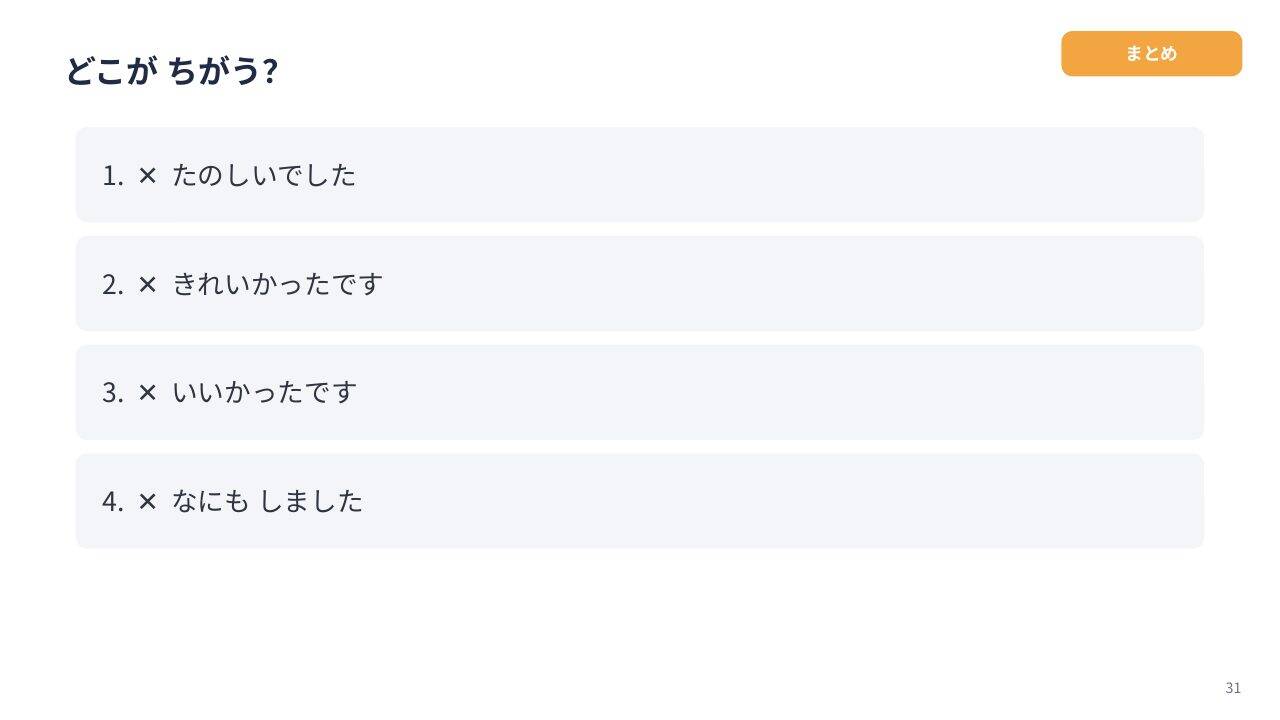 どこが ちがう?
まとめ
1. × たのしいでした
2. × きれいかったです
3. × いいかったです
4. × なにも しました
31